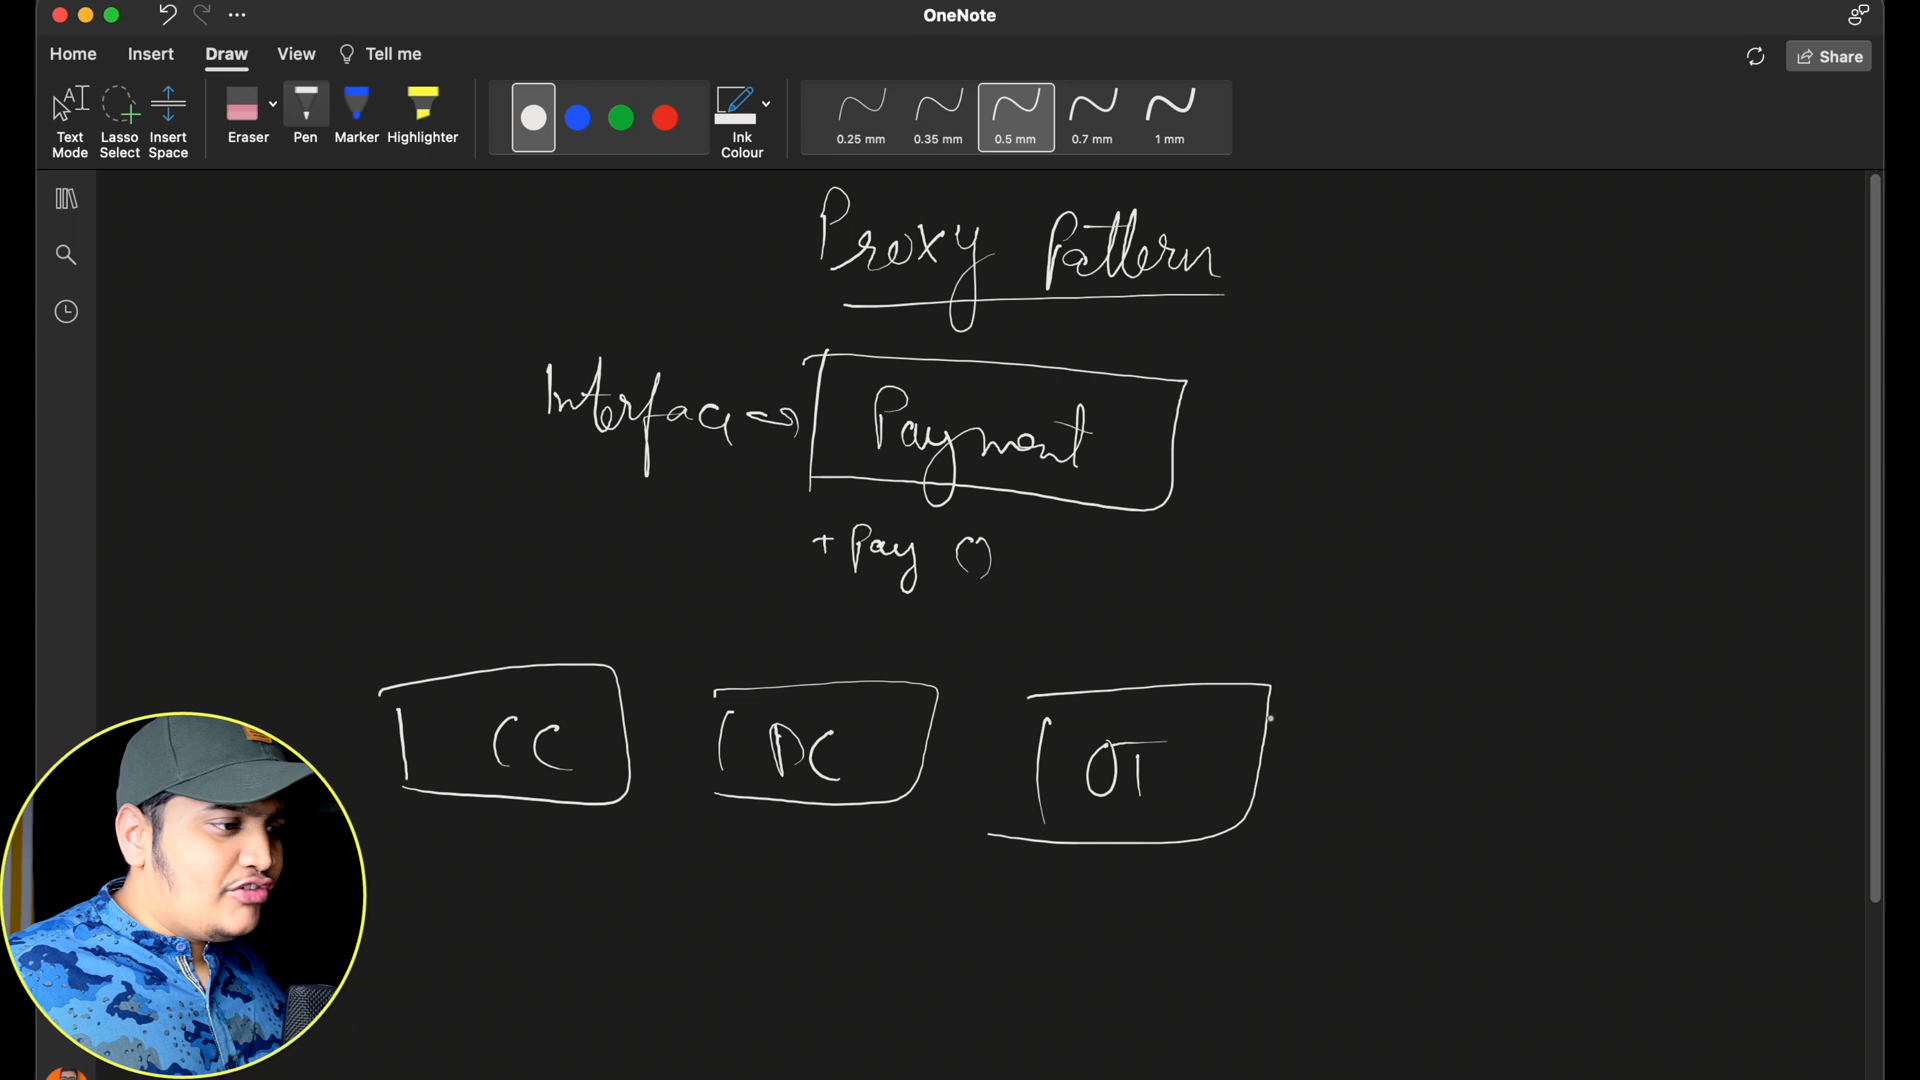 OneNote
Home Insert Draw View Tell me
Share
Text Mode
Lasso Select
Insert Space
Eraser
Pen
Marker
Highlighter
Ink Colour
0.25 mm
0.35 mm
0.5 mm
0.7 mm
1 mm
Proxy Pattern
Interface
Payment
+ Pay ()
CC
DC
OT